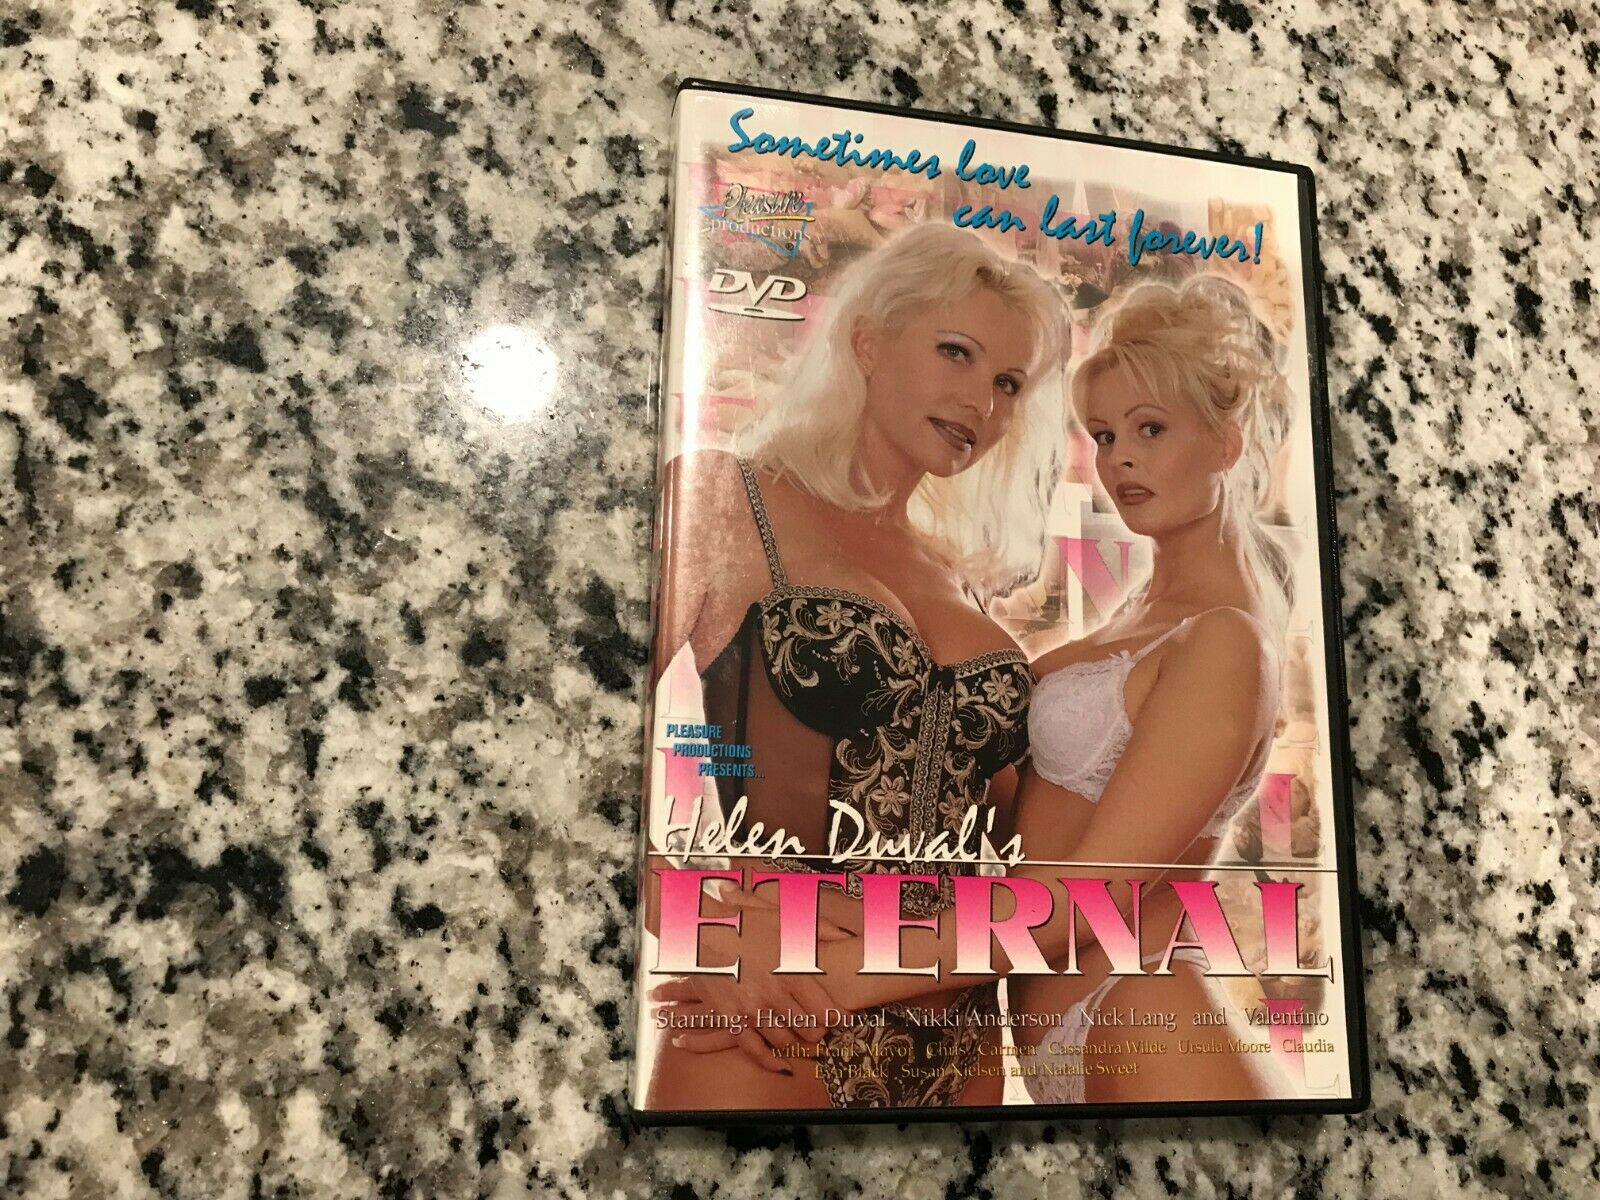 Sometimes love
can last forever!
Pleasure
productions
DVD
PLEASURE
PRODUCTIONS
PRESENTS...
Helen Duval's
ETERNAL
Starring: Helen Duval Nikki Anderson Nick Lang and Valentino
with: Frank Mayor Chris Carmen Cassandra Wilde Ursula Moore Claudia
Eva Black Susan Nielsen and Natalie Sweet